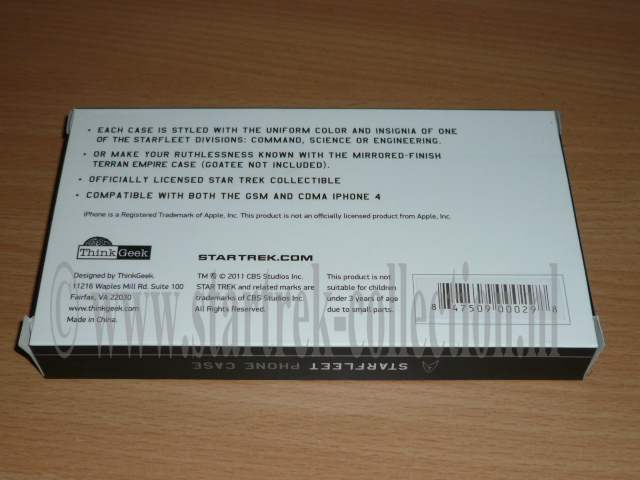 • EACH CASE IS STYLED WITH THE UNIFORM COLOR AND INSIGNIA OF ONE
OF THE STARFLEET DIVISIONS: COMMAND, SCIENCE OR ENGINEERING.
• OR MAKE YOUR RUTHLESSNESS KNOWN WITH THE MIRRORED-FINISH
TERRAN EMPIRE CASE (GOATEE NOT INCLUDED).
• OFFICIALLY LICENSED STAR TREK COLLECTIBLE
• COMPATIBLE WITH BOTH THE GSM AND CDMA IPHONE 4
iPhone is a Registered Trademark of Apple, Inc. This product is not an officially licensed product from Apple, Inc.
ThinkGeek
Designed by ThinkGeek.
11216 Waples Mill Rd. Suite 100
Fairfax, VA 22030
www.thinkgeek.com
Made in China.
STARTREK.COM
TM ® © 2011 CBS Studios Inc.
STAR TREK and related marks are
trademarks of CBS Studios Inc.
All Rights Reserved.
This product is not
suitable for children
under 3 years of age
due to small parts.
8 47509 00029 8
© www.startrek-collection.nl
STARFLEET PHONE CASE